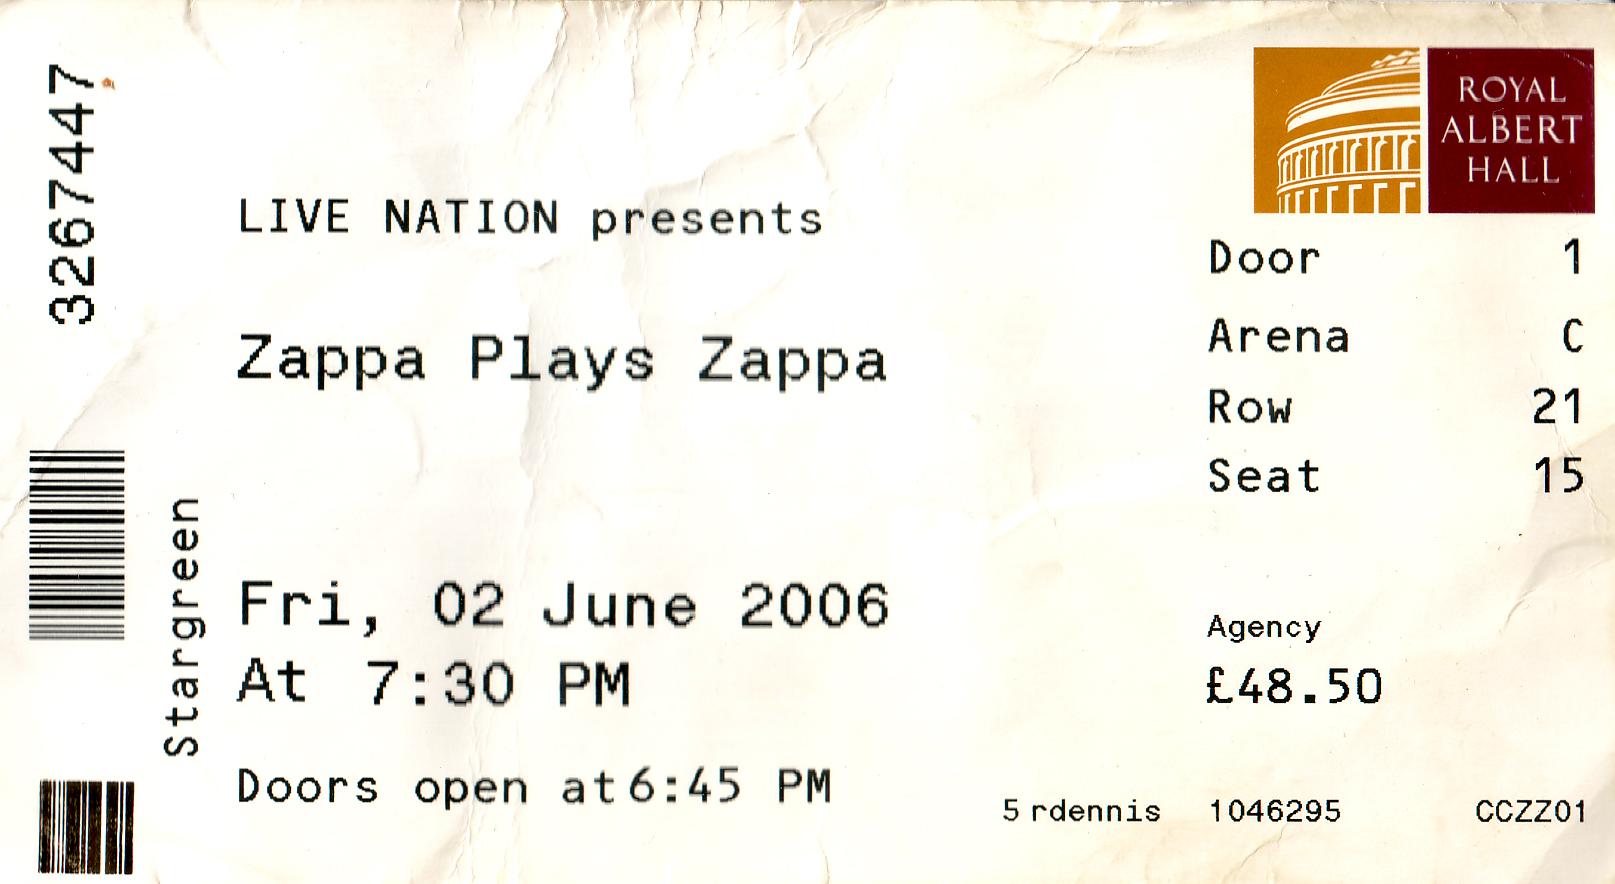 3267447
Stargreen
LIVE NATION presents
Zappa Plays Zappa
Fri, 02 June 2006
At 7:30 PM
Doors open at 6:45 PM
ROYAL
ALBERT
HALL
Door 1
Arena C
Row 21
Seat 15
Agency
£48.50
5 rdennis 1046295 CCZZ01